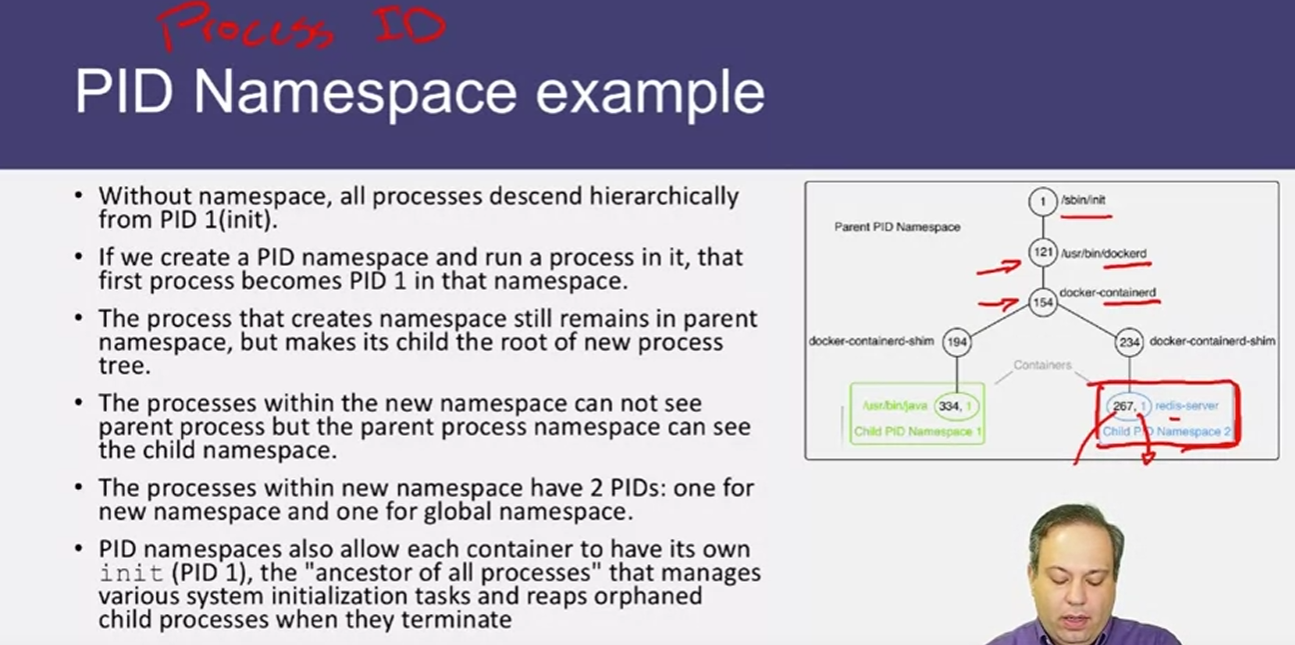 Process ID
PID Namespace example
• Without namespace, all processes descend hierarchically
from PID 1(init).
• If we create a PID namespace and run a process in it, that
first process becomes PID 1 in that namespace.
• The process that creates namespace still remains in parent
namespace, but makes its child the root of new process
tree.
• The processes within the new namespace can not see
parent process but the parent process namespace can see
the child namespace.
• The processes within new namespace have 2 PIDs: one for
new namespace and one for global namespace.
• PID namespaces also allow each container to have its own
init (PID 1), the "ancestor of all processes" that manages
various system initialization tasks and reaps orphaned
child processes when they terminate
1 /sbin/init
Parent PID Namespace
121 /usr/bin/dockerd
154 docker-containerd
docker-containerd-shim 194
234 docker-containerd-shim
Containers
/usr/bin/java 334, 1
Child PID Namespace 1
267, 1 redis-server
Child PID Namespace 2